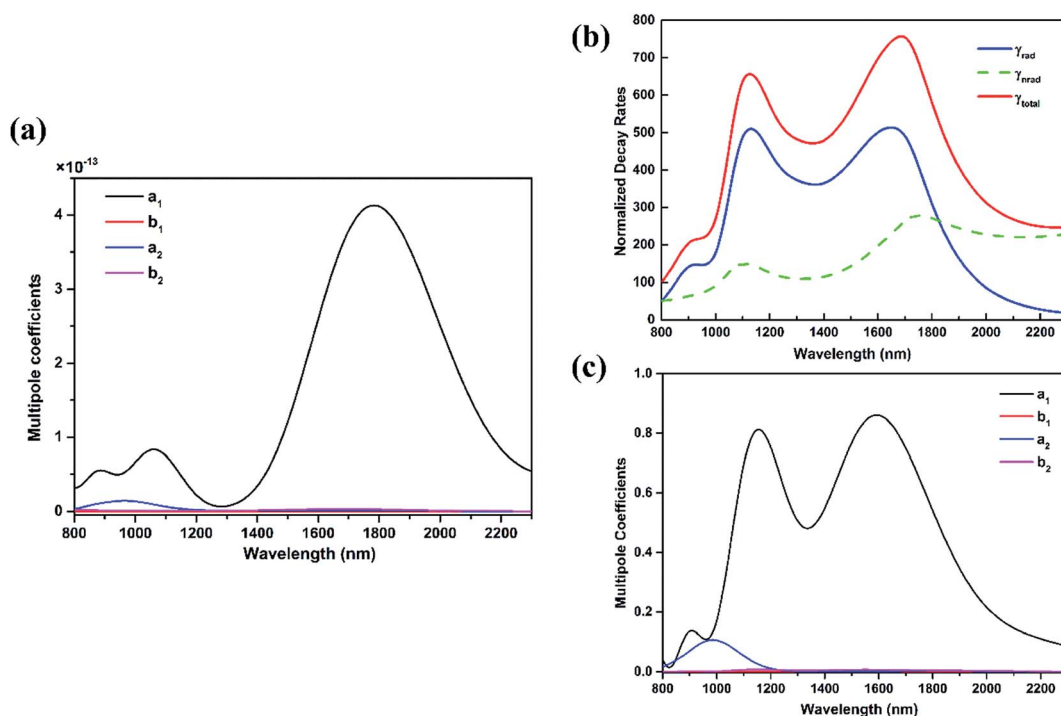 (a)
×10⁻¹³
Multipole coefficients
4
3
2
1
0
a₁
b₁
a₂
b₂
800 1000 1200 1400 1600 1800 2000 2200
Wavelength (nm)
(b)
Normalized Decay Rates
800
700
600
500
400
300
200
100
0
γrad
γnrad
γtotal
800 1000 1200 1400 1600 1800 2000 2200
Wavelength (nm)
(c)
Multipole Coefficients
1.0
0.8
0.6
0.4
0.2
0.0
a₁
b₁
a₂
b₂
800 1000 1200 1400 1600 1800 2000 2200
Wavelength (nm)